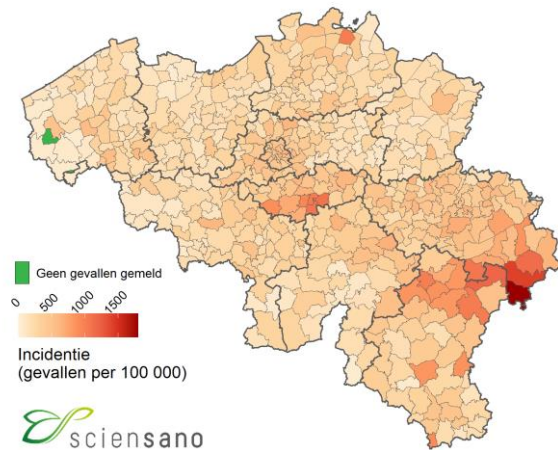 Geen gevallen gemeld
0 500 1000 1500
Incidentie
(gevallen per 100 000)
sciensano